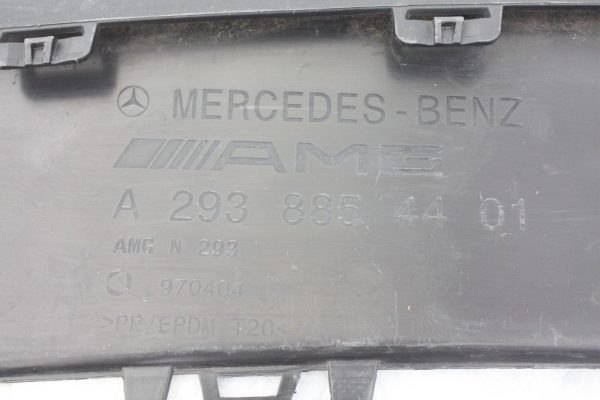 MERCEDES-BENZ
AMG
A 293 885 44 01
AMG N 293
970404
>PP/EPDM T20<